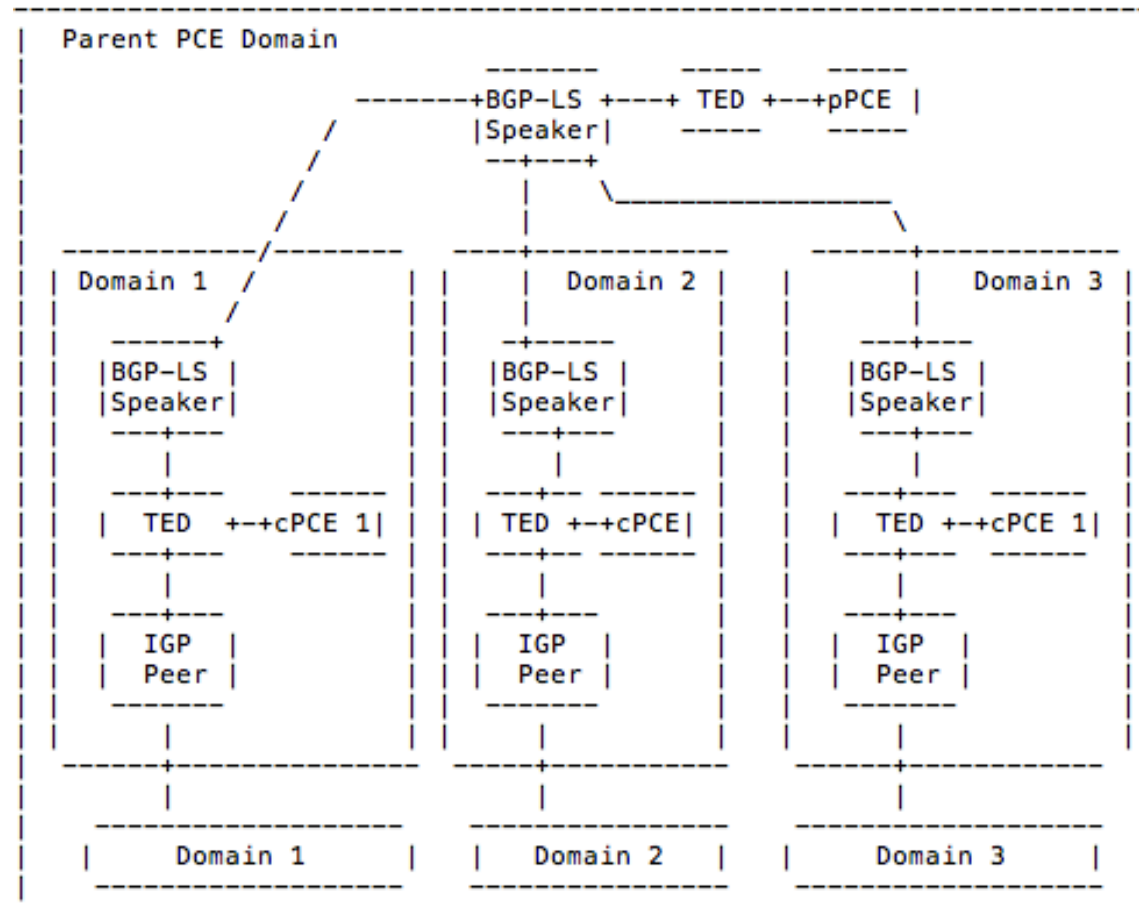 Parent PCE Domain
BGP-LS TED pPCE
Speaker
Domain 1 Domain 2 Domain 3
BGP-LS BGP-LS BGP-LS
Speaker Speaker Speaker
TED cPCE 1 TED cPCE TED cPCE 1
IGP IGP IGP
Peer Peer Peer
Domain 1 Domain 2 Domain 3